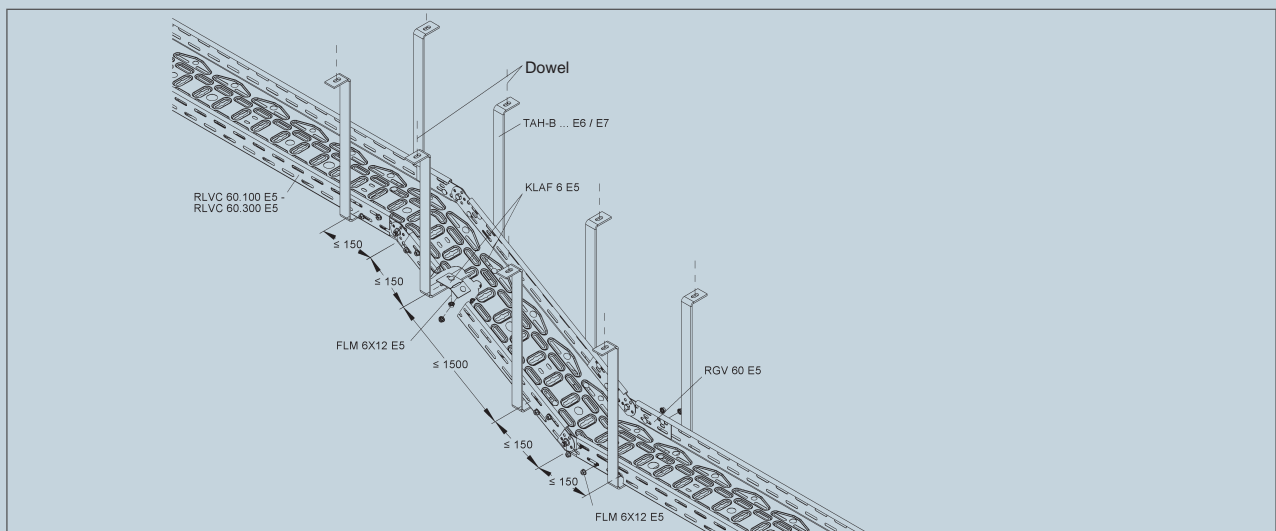 Dowel
TAH-B ... E6 / E7
KLAF 6 E5
RLVC 60.100 E5 -
RLVC 60.300 E5
≤ 150
≤ 150
FLM 6X12 E5
≤ 1500
RGV 60 E5
≤ 150
≤ 150
FLM 6X12 E5